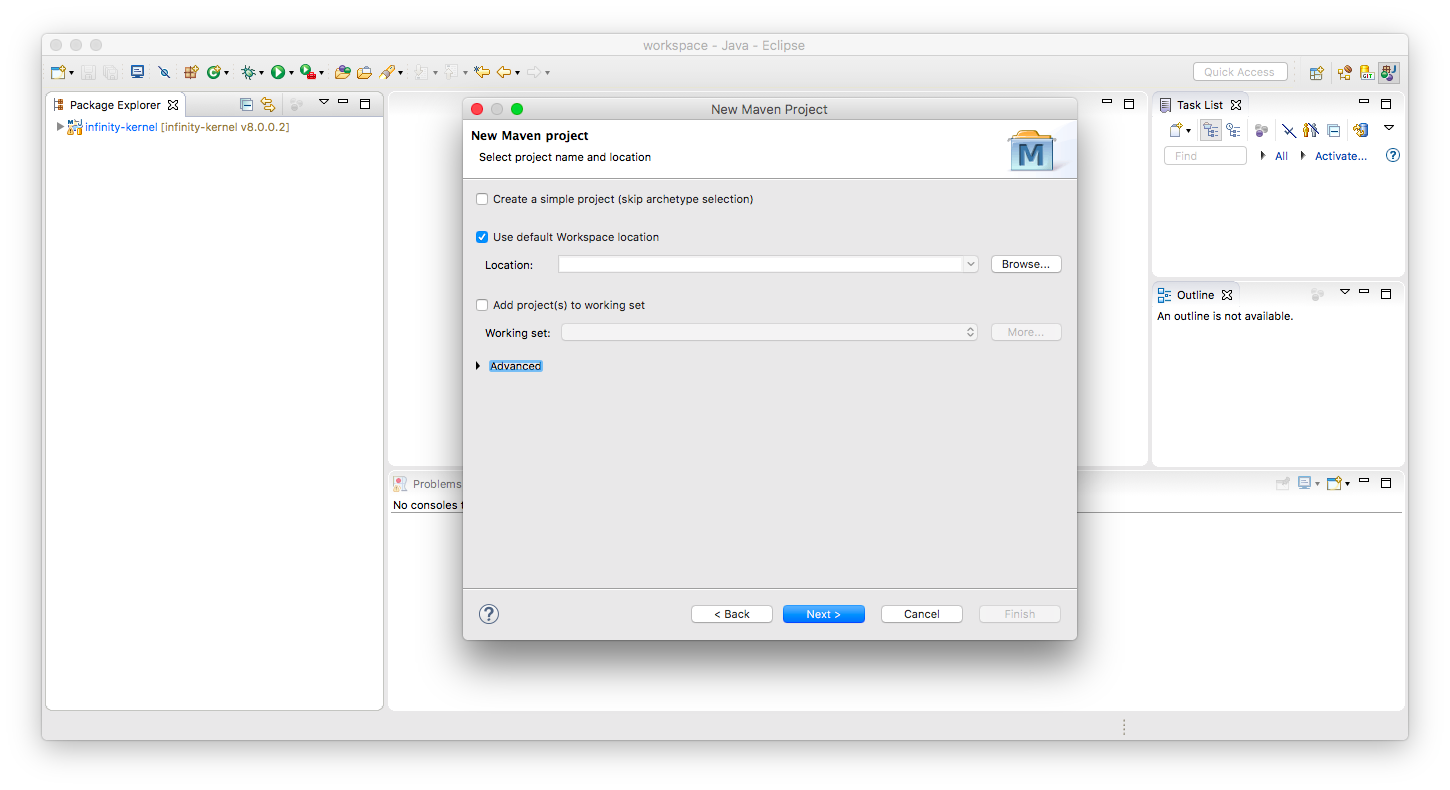 workspace - Java - Eclipse
Quick Access
GIT
Package Explorer
infinity-kernel [infinity-kernel v8.0.0.2]
New Maven Project
New Maven project
Select project name and location
M
Create a simple project (skip archetype selection)
Use default Workspace location
Location:
Browse...
Add project(s) to working set
Working set:
More...
Advanced
?
< Back
Next >
Cancel
Finish
Task List
Find
All
Activate...
?
Outline
An outline is not available.
Problems
No consoles